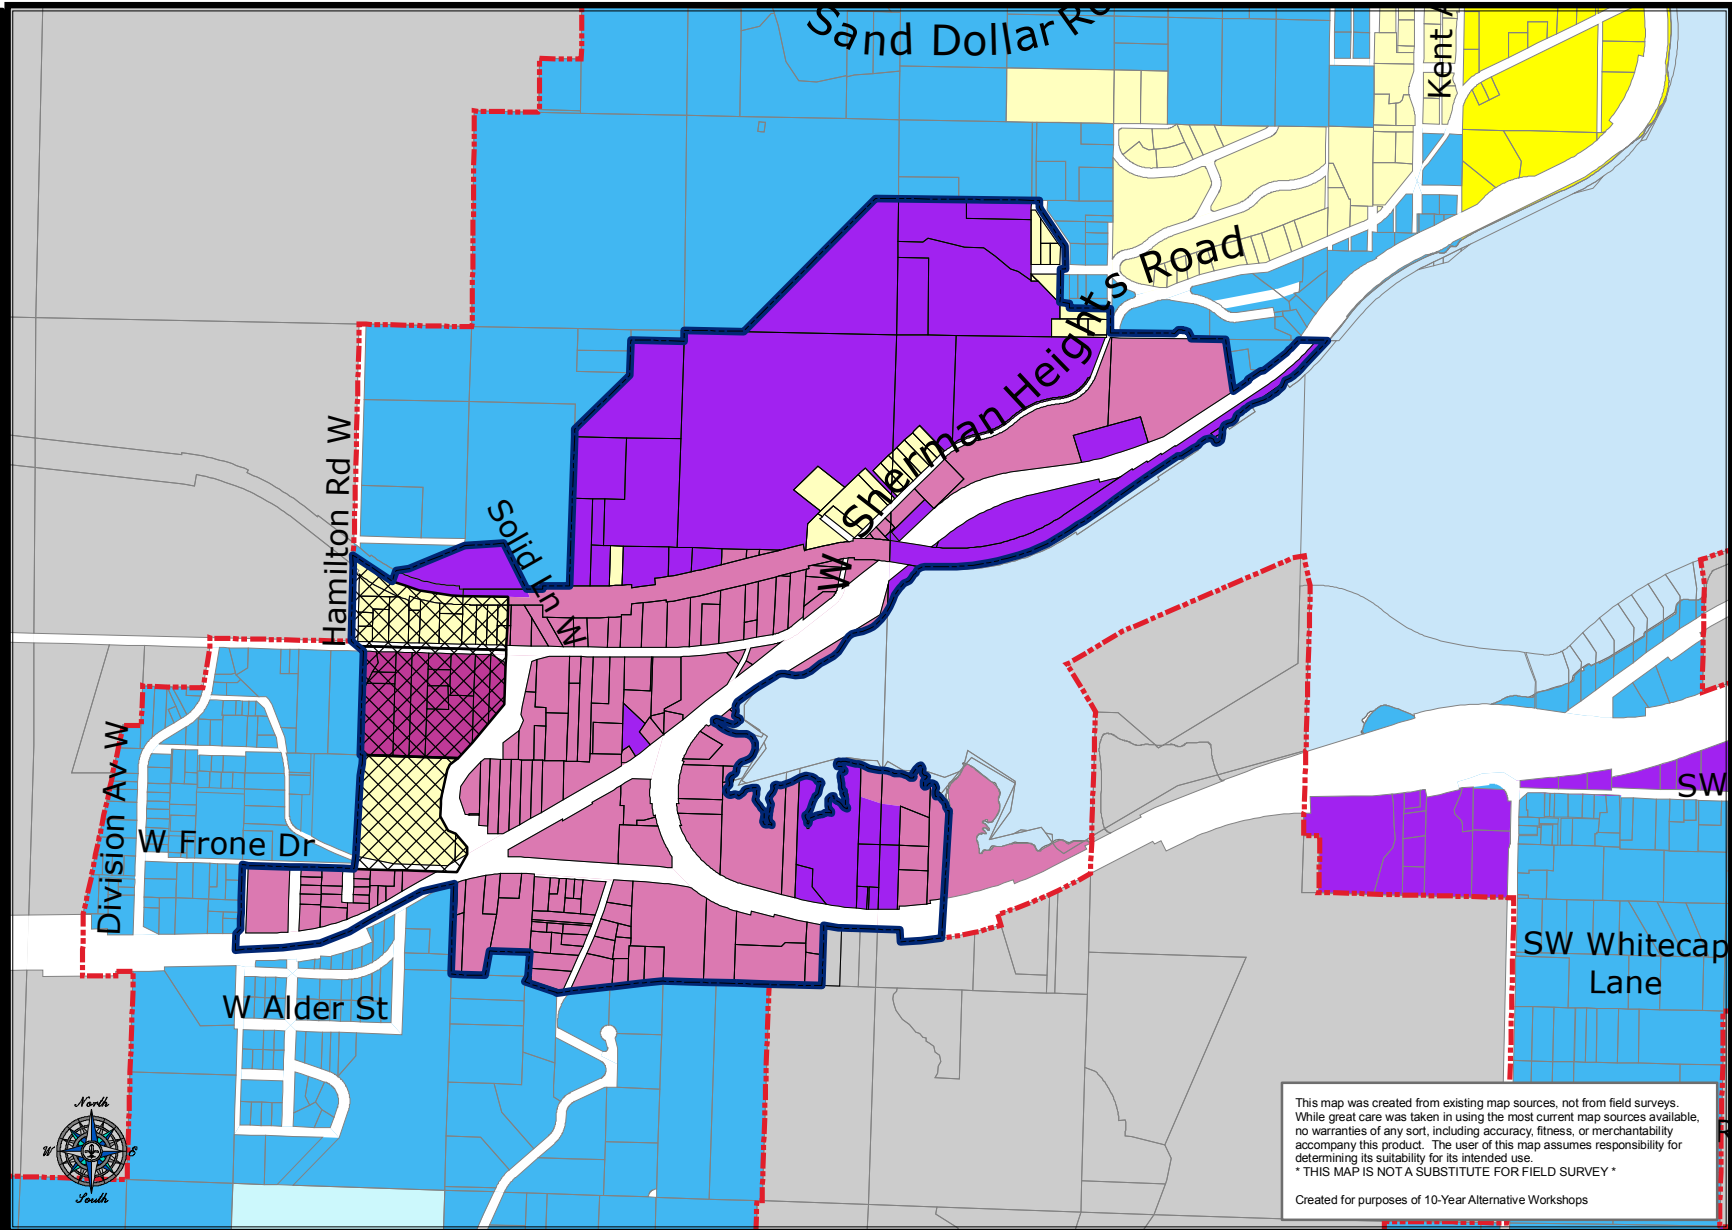 Sand Dollar
Kent
W Sherman Heights Road
Hamilton Rd W
Solid Ln W
Division Av W
W Frone Dr
W Alder St
SW
SW Whitecap
Lane
North
W
E
South
This map was created from existing map sources, not from field surveys.
While great care was taken in using the most current map sources available,
no warranties of any sort, including accuracy, fitness, or merchantability
accompany this product. The user of this map assumes responsibility for
determining its suitability for its intended use.
* THIS MAP IS NOT A SUBSTITUTE FOR FIELD SURVEY *
Created for purposes of 10-Year Alternative Workshops